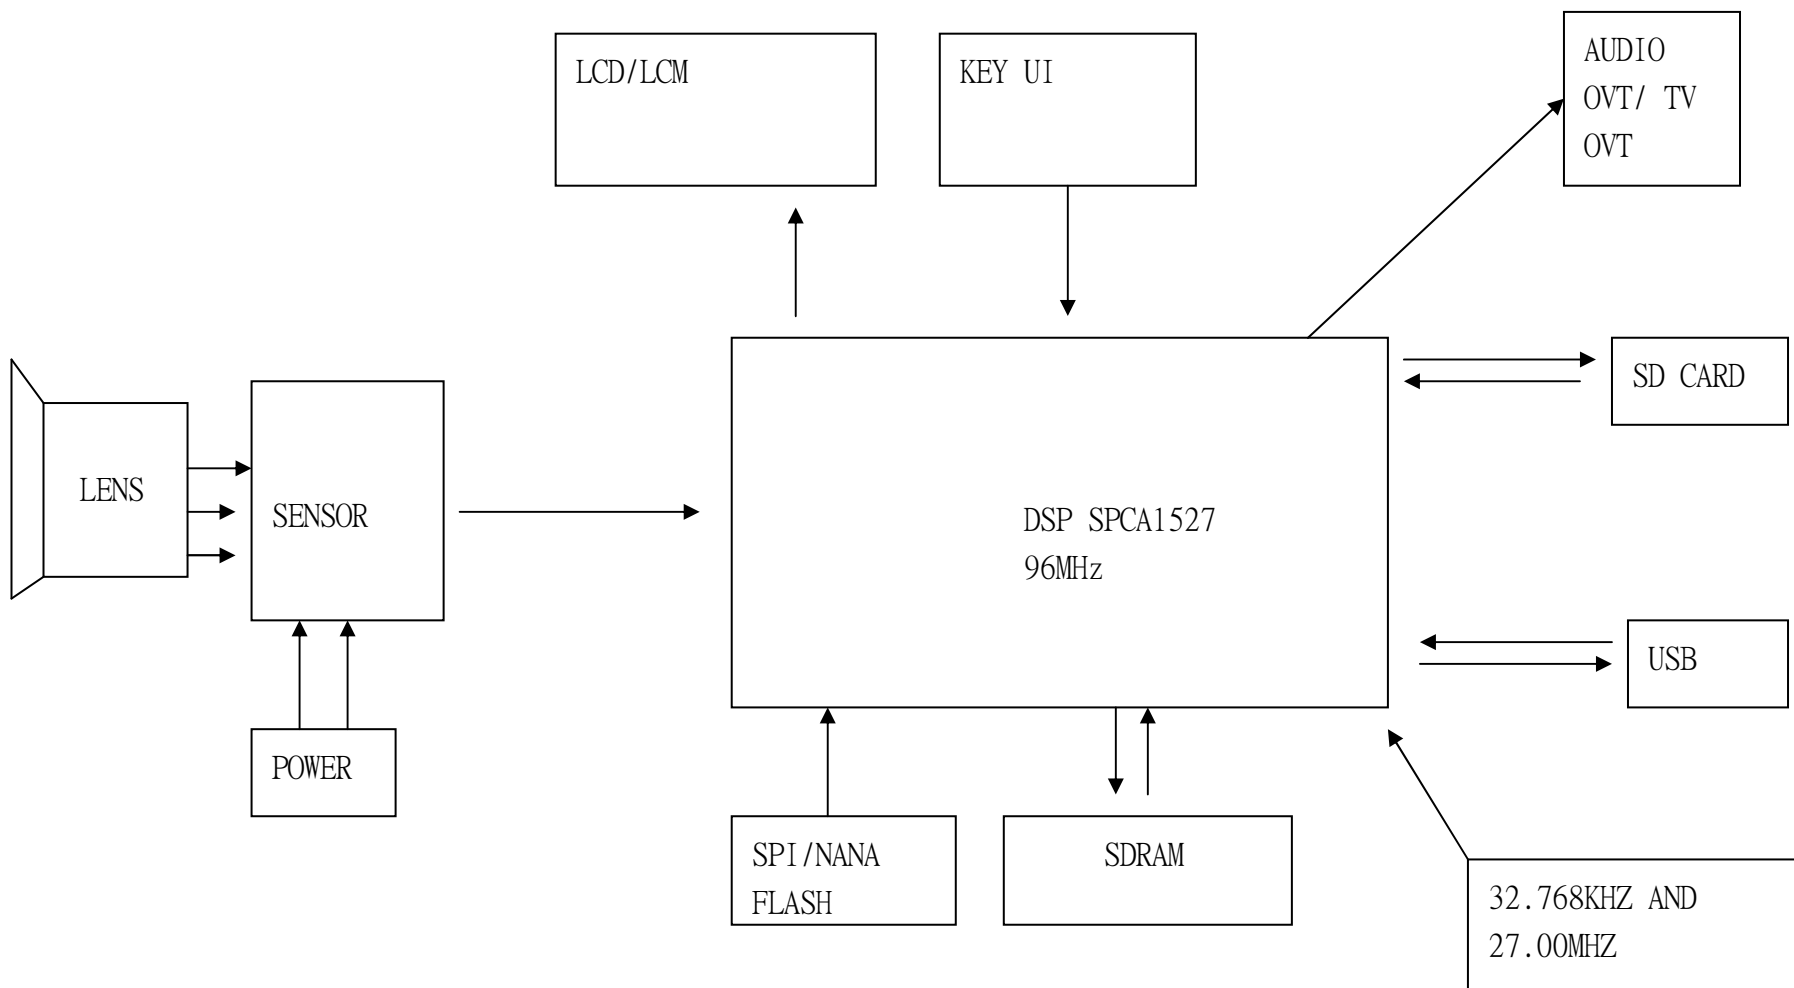 LCD/LCM
KEY UI
AUDIO
OVT/ TV
OVT
SD CARD
LENS
SENSOR
DSP SPCA1527
96MHz
USB
POWER
SPI/NANA
FLASH
SDRAM
32.768KHZ AND
27.00MHZ